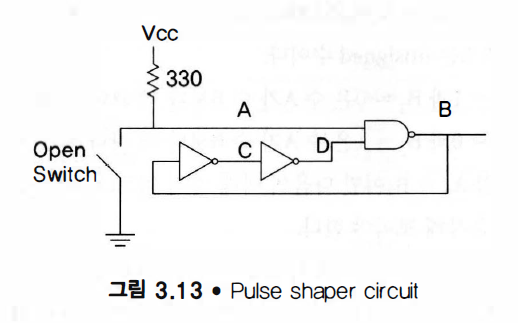 Vcc
330
A
B
Open
Switch
C
D
그림 3.13 • Pulse shaper circuit